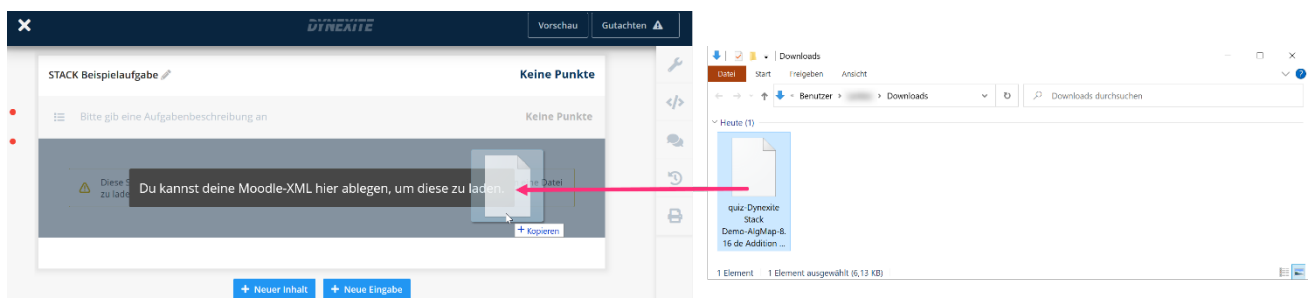 DYNEXITE
Vorschau
Gutachten
STACK Beispielaufgabe
Keine Punkte
Bitte gib eine Aufgabenbeschreibung an
Keine Punkte
Diese
Datei
zu
Du kannst deine Moodle-XML hier ablegen, um diese zu laden.
+ Kopieren
+ Neuer Inhalt
+ Neue Eingabe
Downloads
Datei
Start
Freigeben
Ansicht
Benutzer
Downloads
Downloads durchsuchen
Heute (1)
quiz-Dynexite
Stack
Demo-AlgMap-8.
16 de Addition ...
1 Element
1 Element ausgewählt (6,13 KB)